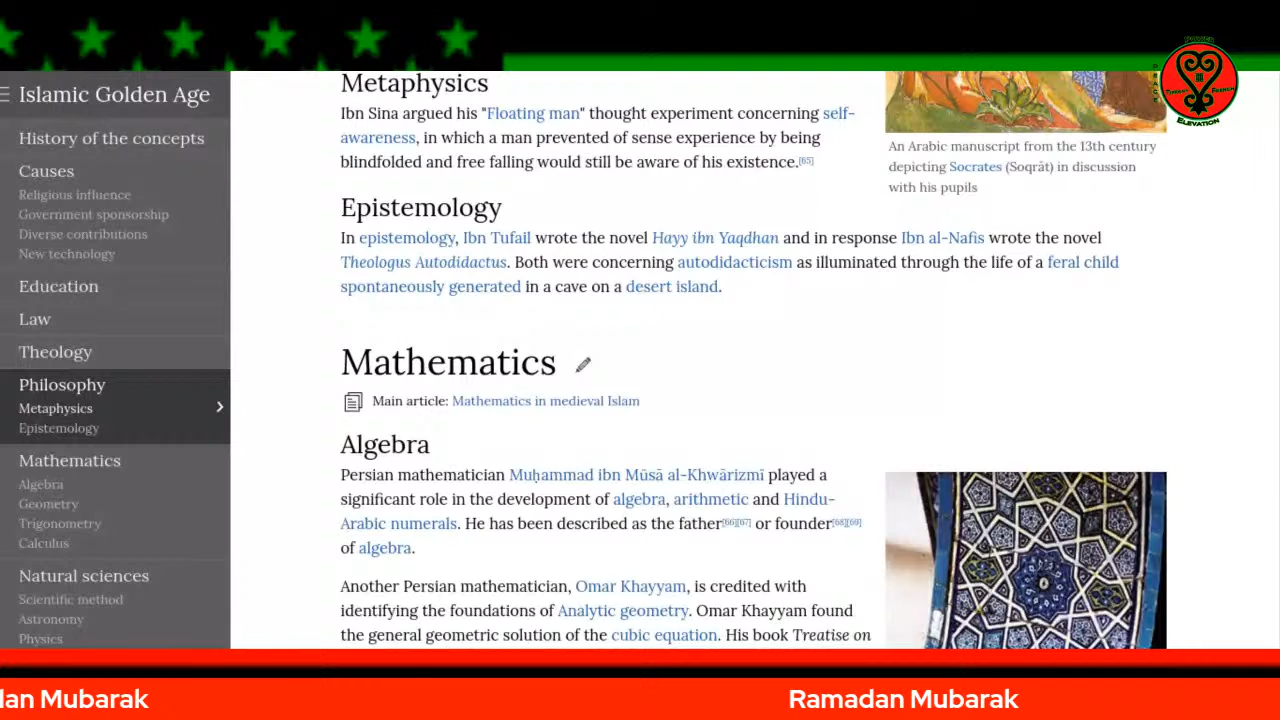 Islamic Golden Age
History of the concepts
Causes
Religious influence
Government sponsorship
Diverse contributions
New technology
Education
Law
Theology
Philosophy
Metaphysics
Epistemology
Mathematics
Algebra
Geometry
Trigonometry
Calculus
Natural sciences
Scientific method
Astronomy
Physics
Metaphysics
Ibn Sina argued his "Floating man" thought experiment concerning self-
awareness, in which a man prevented of sense experience by being
blindfolded and free falling would still be aware of his existence.[65]
An Arabic manuscript from the 13th century
depicting Socrates (Soqrāt) in discussion
with his pupils
Epistemology
In epistemology, Ibn Tufail wrote the novel Hayy ibn Yaqdhan and in response Ibn al-Nafis wrote the novel
Theologus Autodidactus. Both were concerning autodidacticism as illuminated through the life of a feral child
spontaneously generated in a cave on a desert island.
Mathematics
Main article: Mathematics in medieval Islam
Algebra
Persian mathematician Muḥammad ibn Mūsā al-Khwārizmī played a
significant role in the development of algebra, arithmetic and Hindu-
Arabic numerals. He has been described as the father[66][67] or founder[68][69]
of algebra.
Another Persian mathematician, Omar Khayyam, is credited with
identifying the foundations of Analytic geometry. Omar Khayyam found
the general geometric solution of the cubic equation. His book Treatise on
POWER
PEACE
TIFFANY FRENCH
ELEVATION
dan Mubarak
Ramadan Mubarak